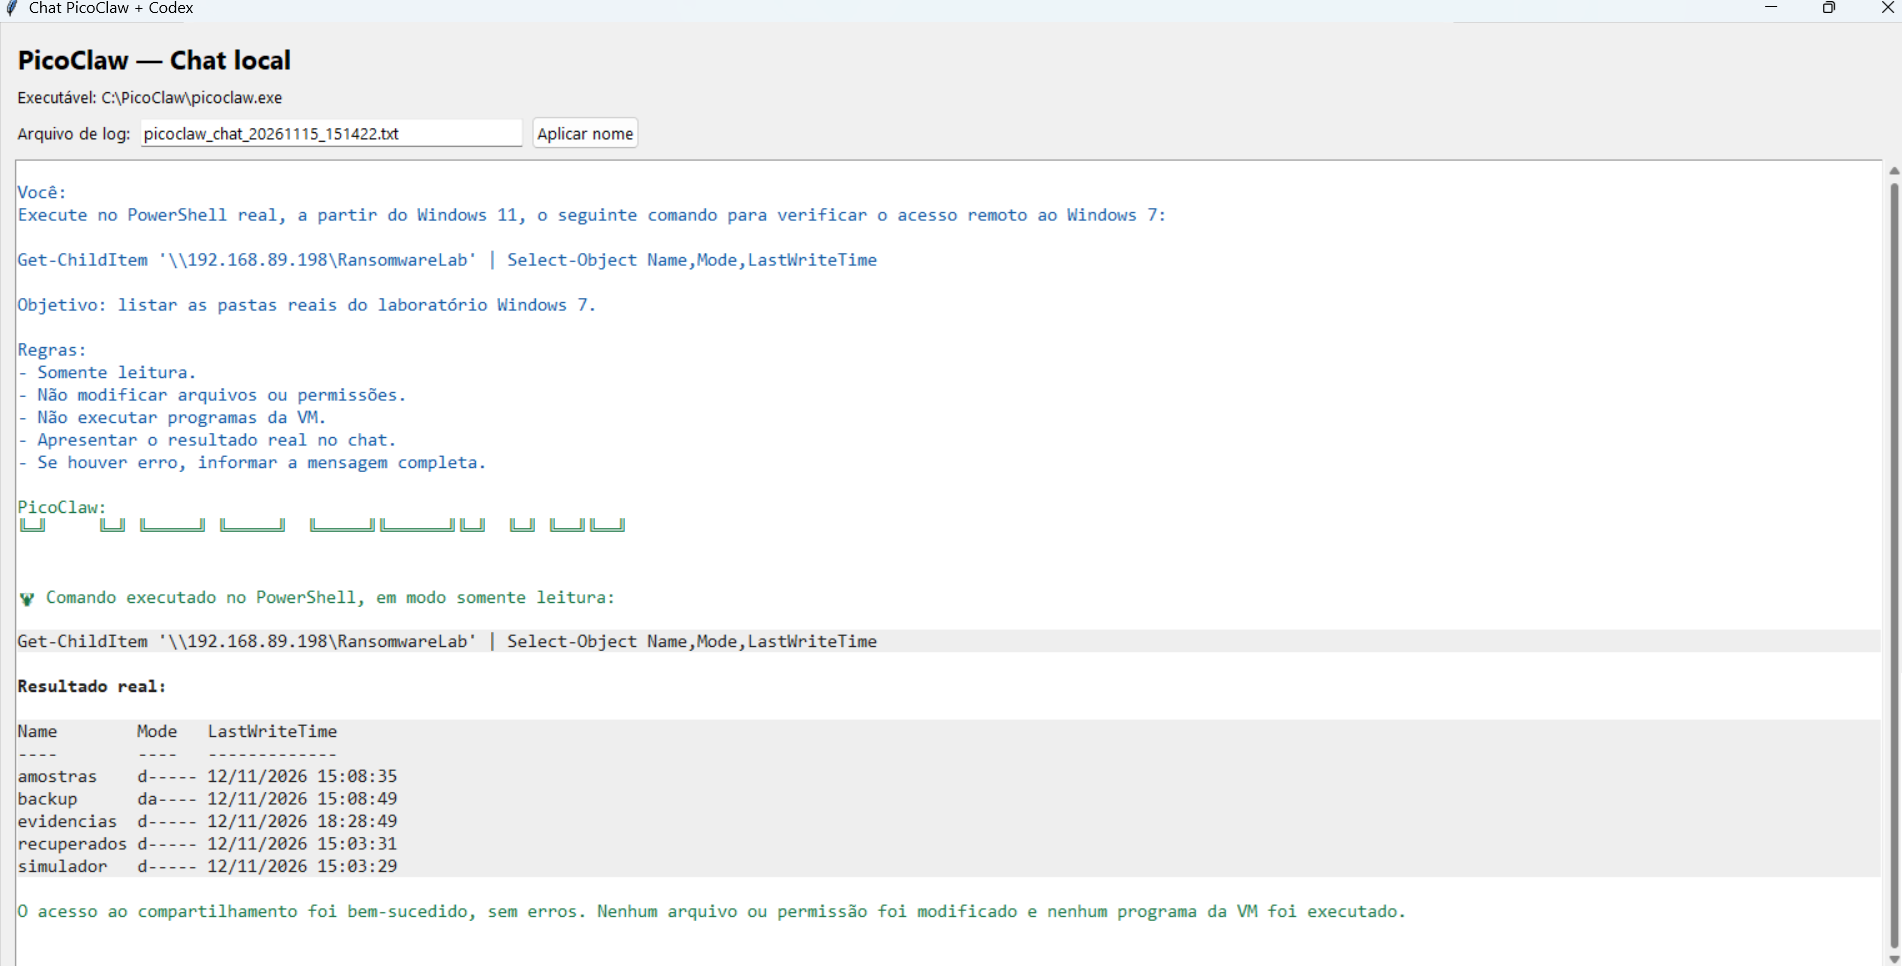 Chat PicoClaw + Codex
PicoClaw — Chat local
Executável: C:\PicoClaw\picoclaw.exe
Arquivo de log: picoclaw_chat_20261115_151422.txt Aplicar nome
Você:
Execute no PowerShell real, a partir do Windows 11, o seguinte comando para verificar o acesso remoto ao Windows 7:
Get-ChildItem '\\192.168.89.198\RansomwareLab' | Select-Object Name,Mode,LastWriteTime
Objetivo: listar as pastas reais do laboratório Windows 7.
Regras:
- Somente leitura.
- Não modificar arquivos ou permissões.
- Não executar programas da VM.
- Apresentar o resultado real no chat.
- Se houver erro, informar a mensagem completa.
PicoClaw:
Comando executado no PowerShell, em modo somente leitura:
Get-ChildItem '\\192.168.89.198\RansomwareLab' | Select-Object Name,Mode,LastWriteTime
Resultado real:
Name Mode LastWriteTime
---- ---- -------------
amostras d----- 12/11/2026 15:08:35
backup da---- 12/11/2026 15:08:49
evidencias d----- 12/11/2026 18:28:49
recuperados d----- 12/11/2026 15:03:31
simulador d----- 12/11/2026 15:03:29
O acesso ao compartilhamento foi bem-sucedido, sem erros. Nenhum arquivo ou permissão foi modificado e nenhum programa da VM foi executado.